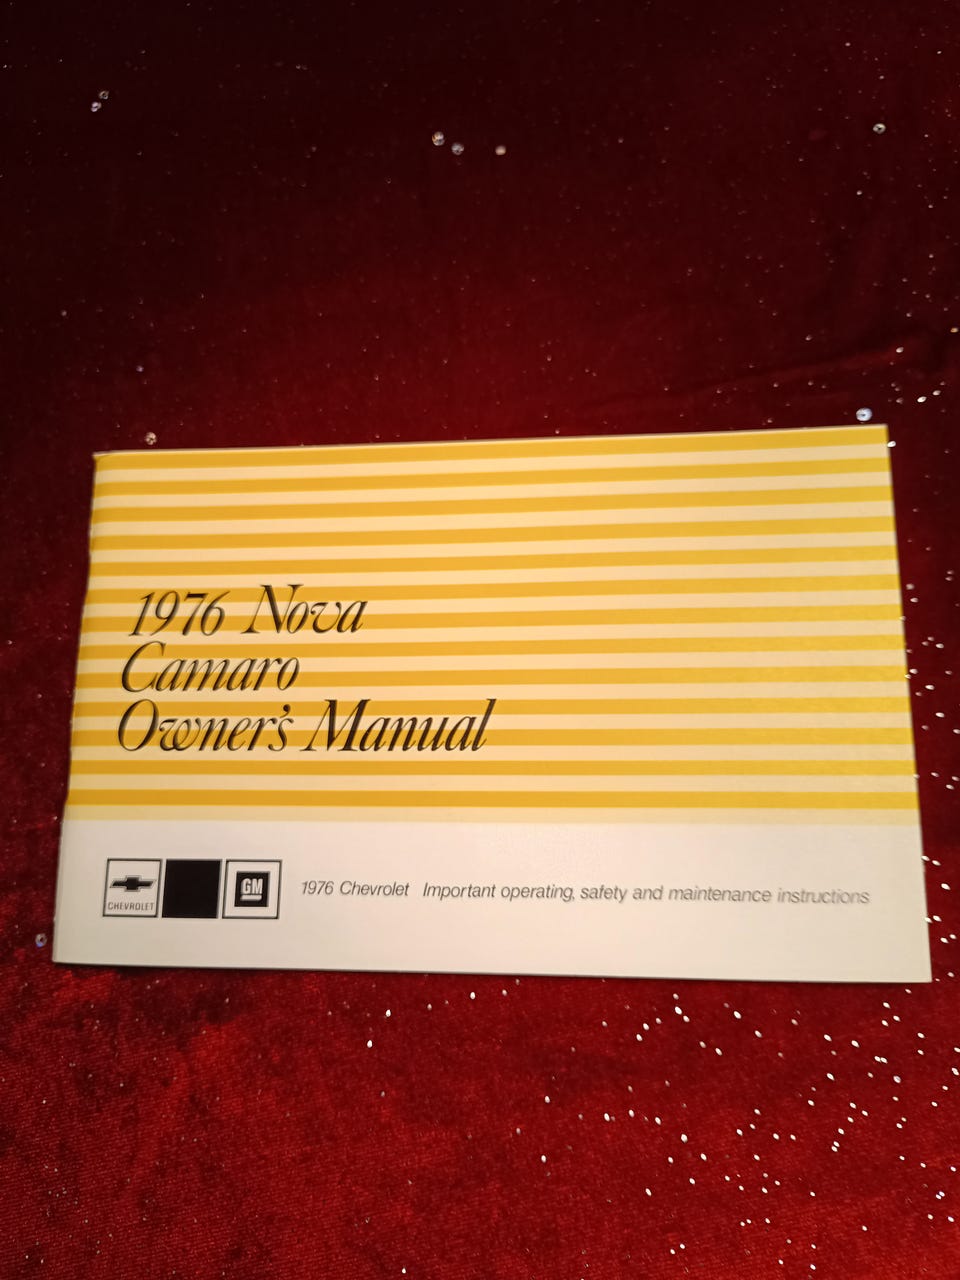 1976 Nova
Camaro
Owner's Manual
CHEVROLET
GM
1976 Chevrolet Important operating, safety and maintenance instructions